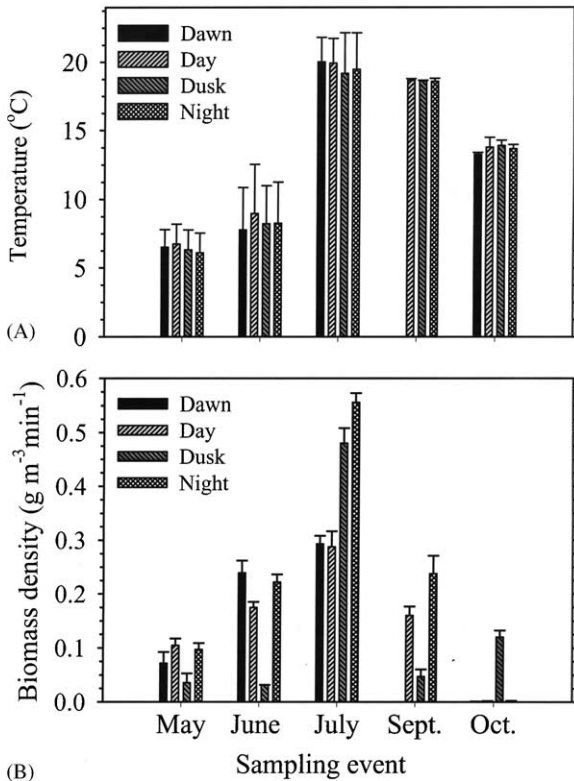 Temperature (°C)
20
15
10
5
0
Dawn
Day
Dusk
Night
(A)
Biomass density (g m-3min-1)
0.6
0.5
0.4
0.3
0.2
0.1
0.0
Dawn
Day
Dusk
Night
May June July Sept. Oct.
Sampling event
(B)